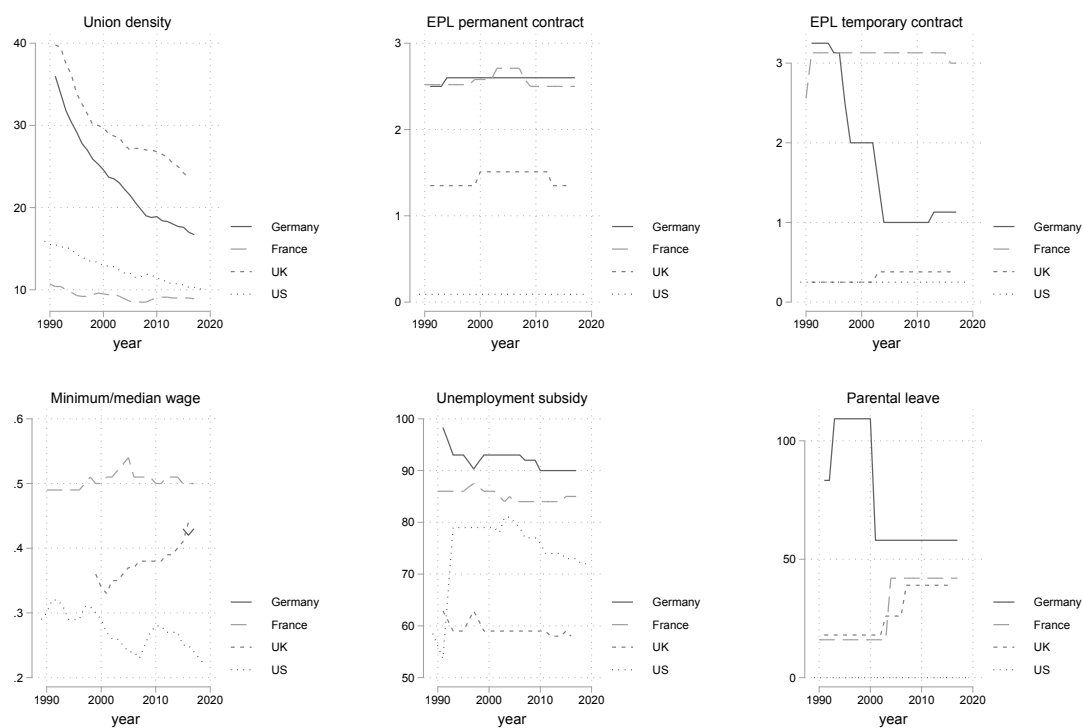 Union density
40
30
20
10
1990 2000 2010 2020
year
Germany
France
UK
US
EPL permanent contract
3
2
1
0
1990 2000 2010 2020
year
Germany
France
UK
US
EPL temporary contract
3
2
1
0
1990 2000 2010 2020
year
Germany
France
UK
US
Minimum/median wage
.6
.5
.4
.3
.2
1990 2000 2010 2020
year
Germany
France
UK
US
Unemployment subsidy
100
90
80
70
60
50
1990 2000 2010 2020
year
Germany
France
UK
US
Parental leave
100
50
0
1990 2000 2010 2020
year
Germany
France
UK
US